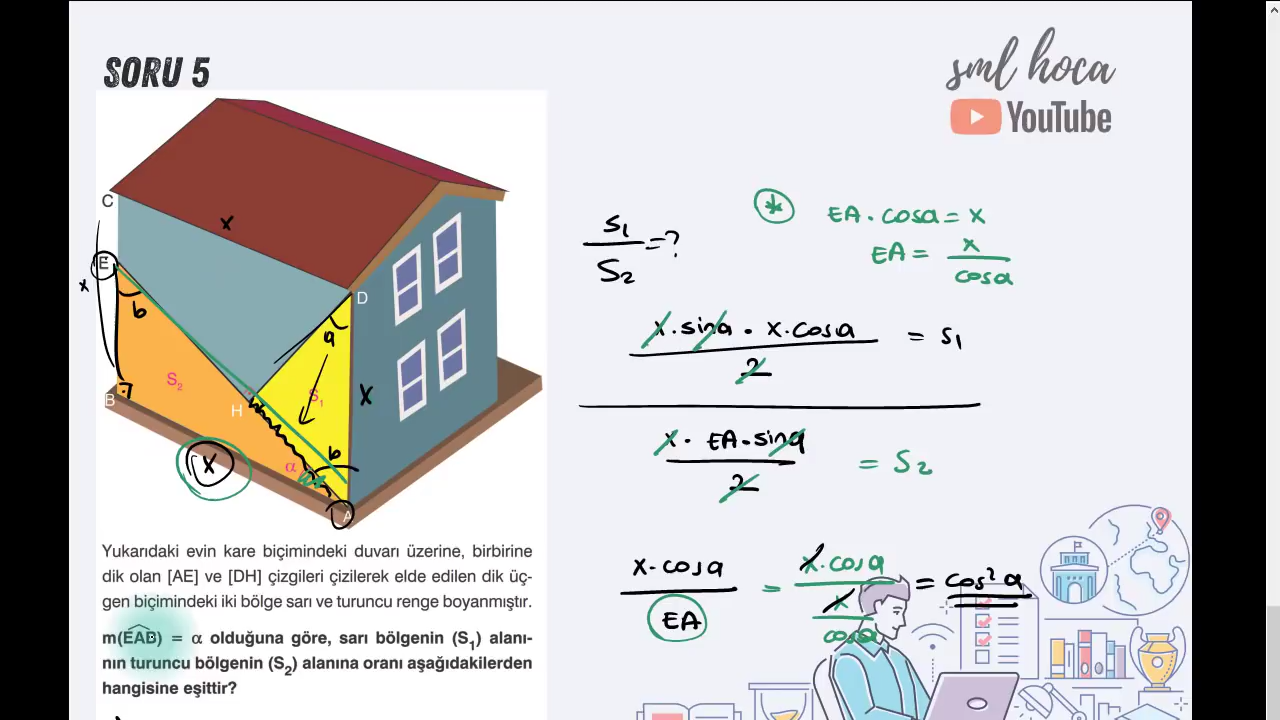 SORU 5
sml hoca
YouTube
C
x
E
x
b
D
a
S₂
S₁
x
B
H
b
α
x
A
S₁
S₂
=?
*
EA · cosa = x
EA = x
cosa
x · sina · x · cosa
2
= S₁
x · EA · sina
2
= S₂
x · cosa
EA
= x · cosa
x
cosa
= cos² a
Yukarıdaki evin kare biçimindeki duvarı üzerine, birbirine
dik olan [AE] ve [DH] çizgileri çizilerek elde edilen dik üç-
gen biçimindeki iki bölge sarı ve turuncu renge boyanmıştır.
m(EAB) = α olduğuna göre, sarı bölgenin (S₁) alanı-
nın turuncu bölgenin (S₂) alanına oranı aşağıdakilerden
hangisine eşittir?